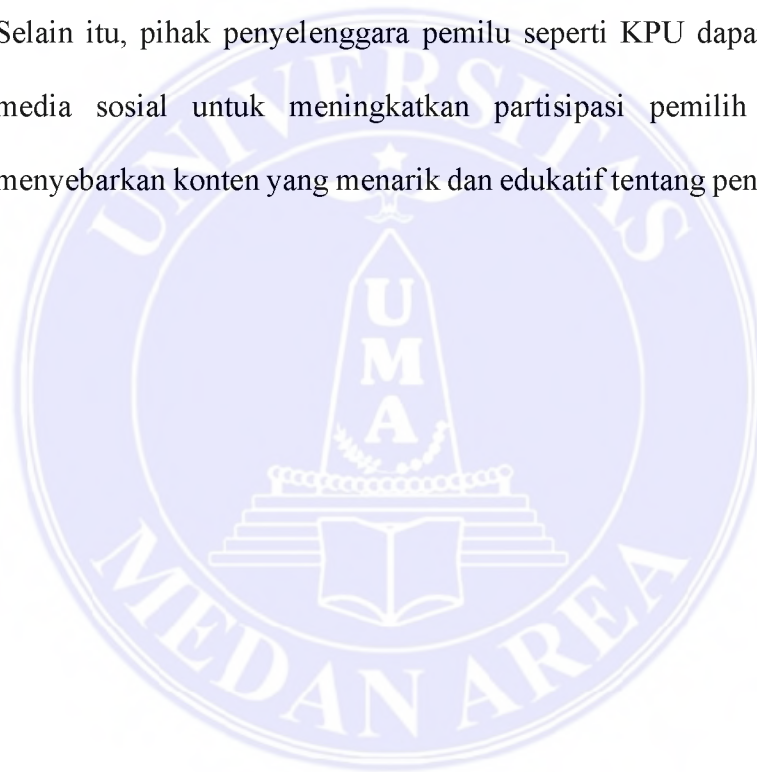 Selain itu, pihak penyelenggara pemilu seperti KPU dapa
media sosial untuk meningkatkan partisipasi pemilih
menyebarkan konten yang menarik dan edukatif tentang pen
UNIVERSITAS
U
M
A
MEDAN AREA